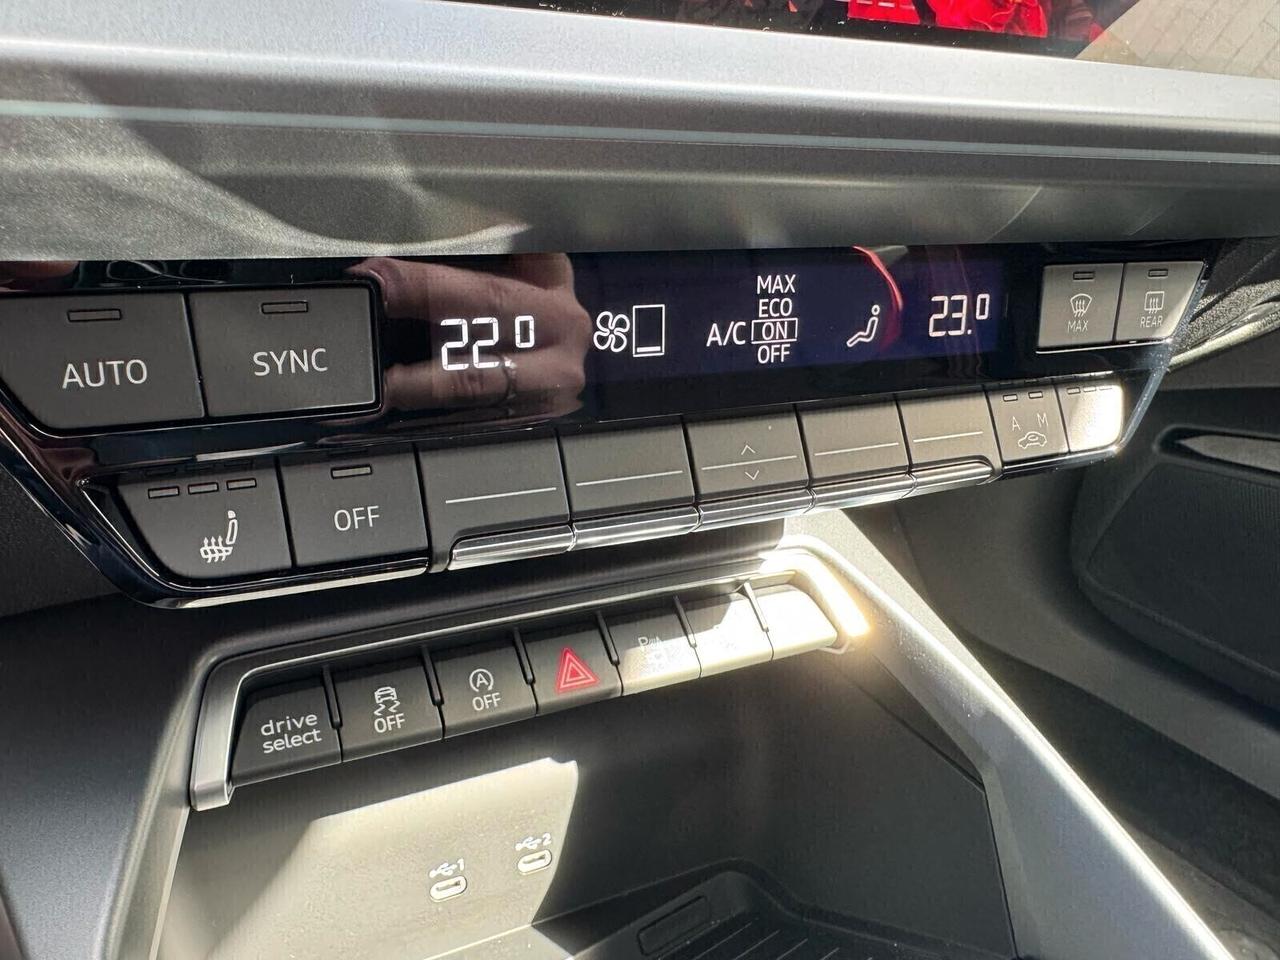 AUTO
SYNC
22.0
A/C
MAX
ECO
ON
OFF
23.0
MAX
REAR
OFF
A M
drive
select
OFF
A
OFF
1
2